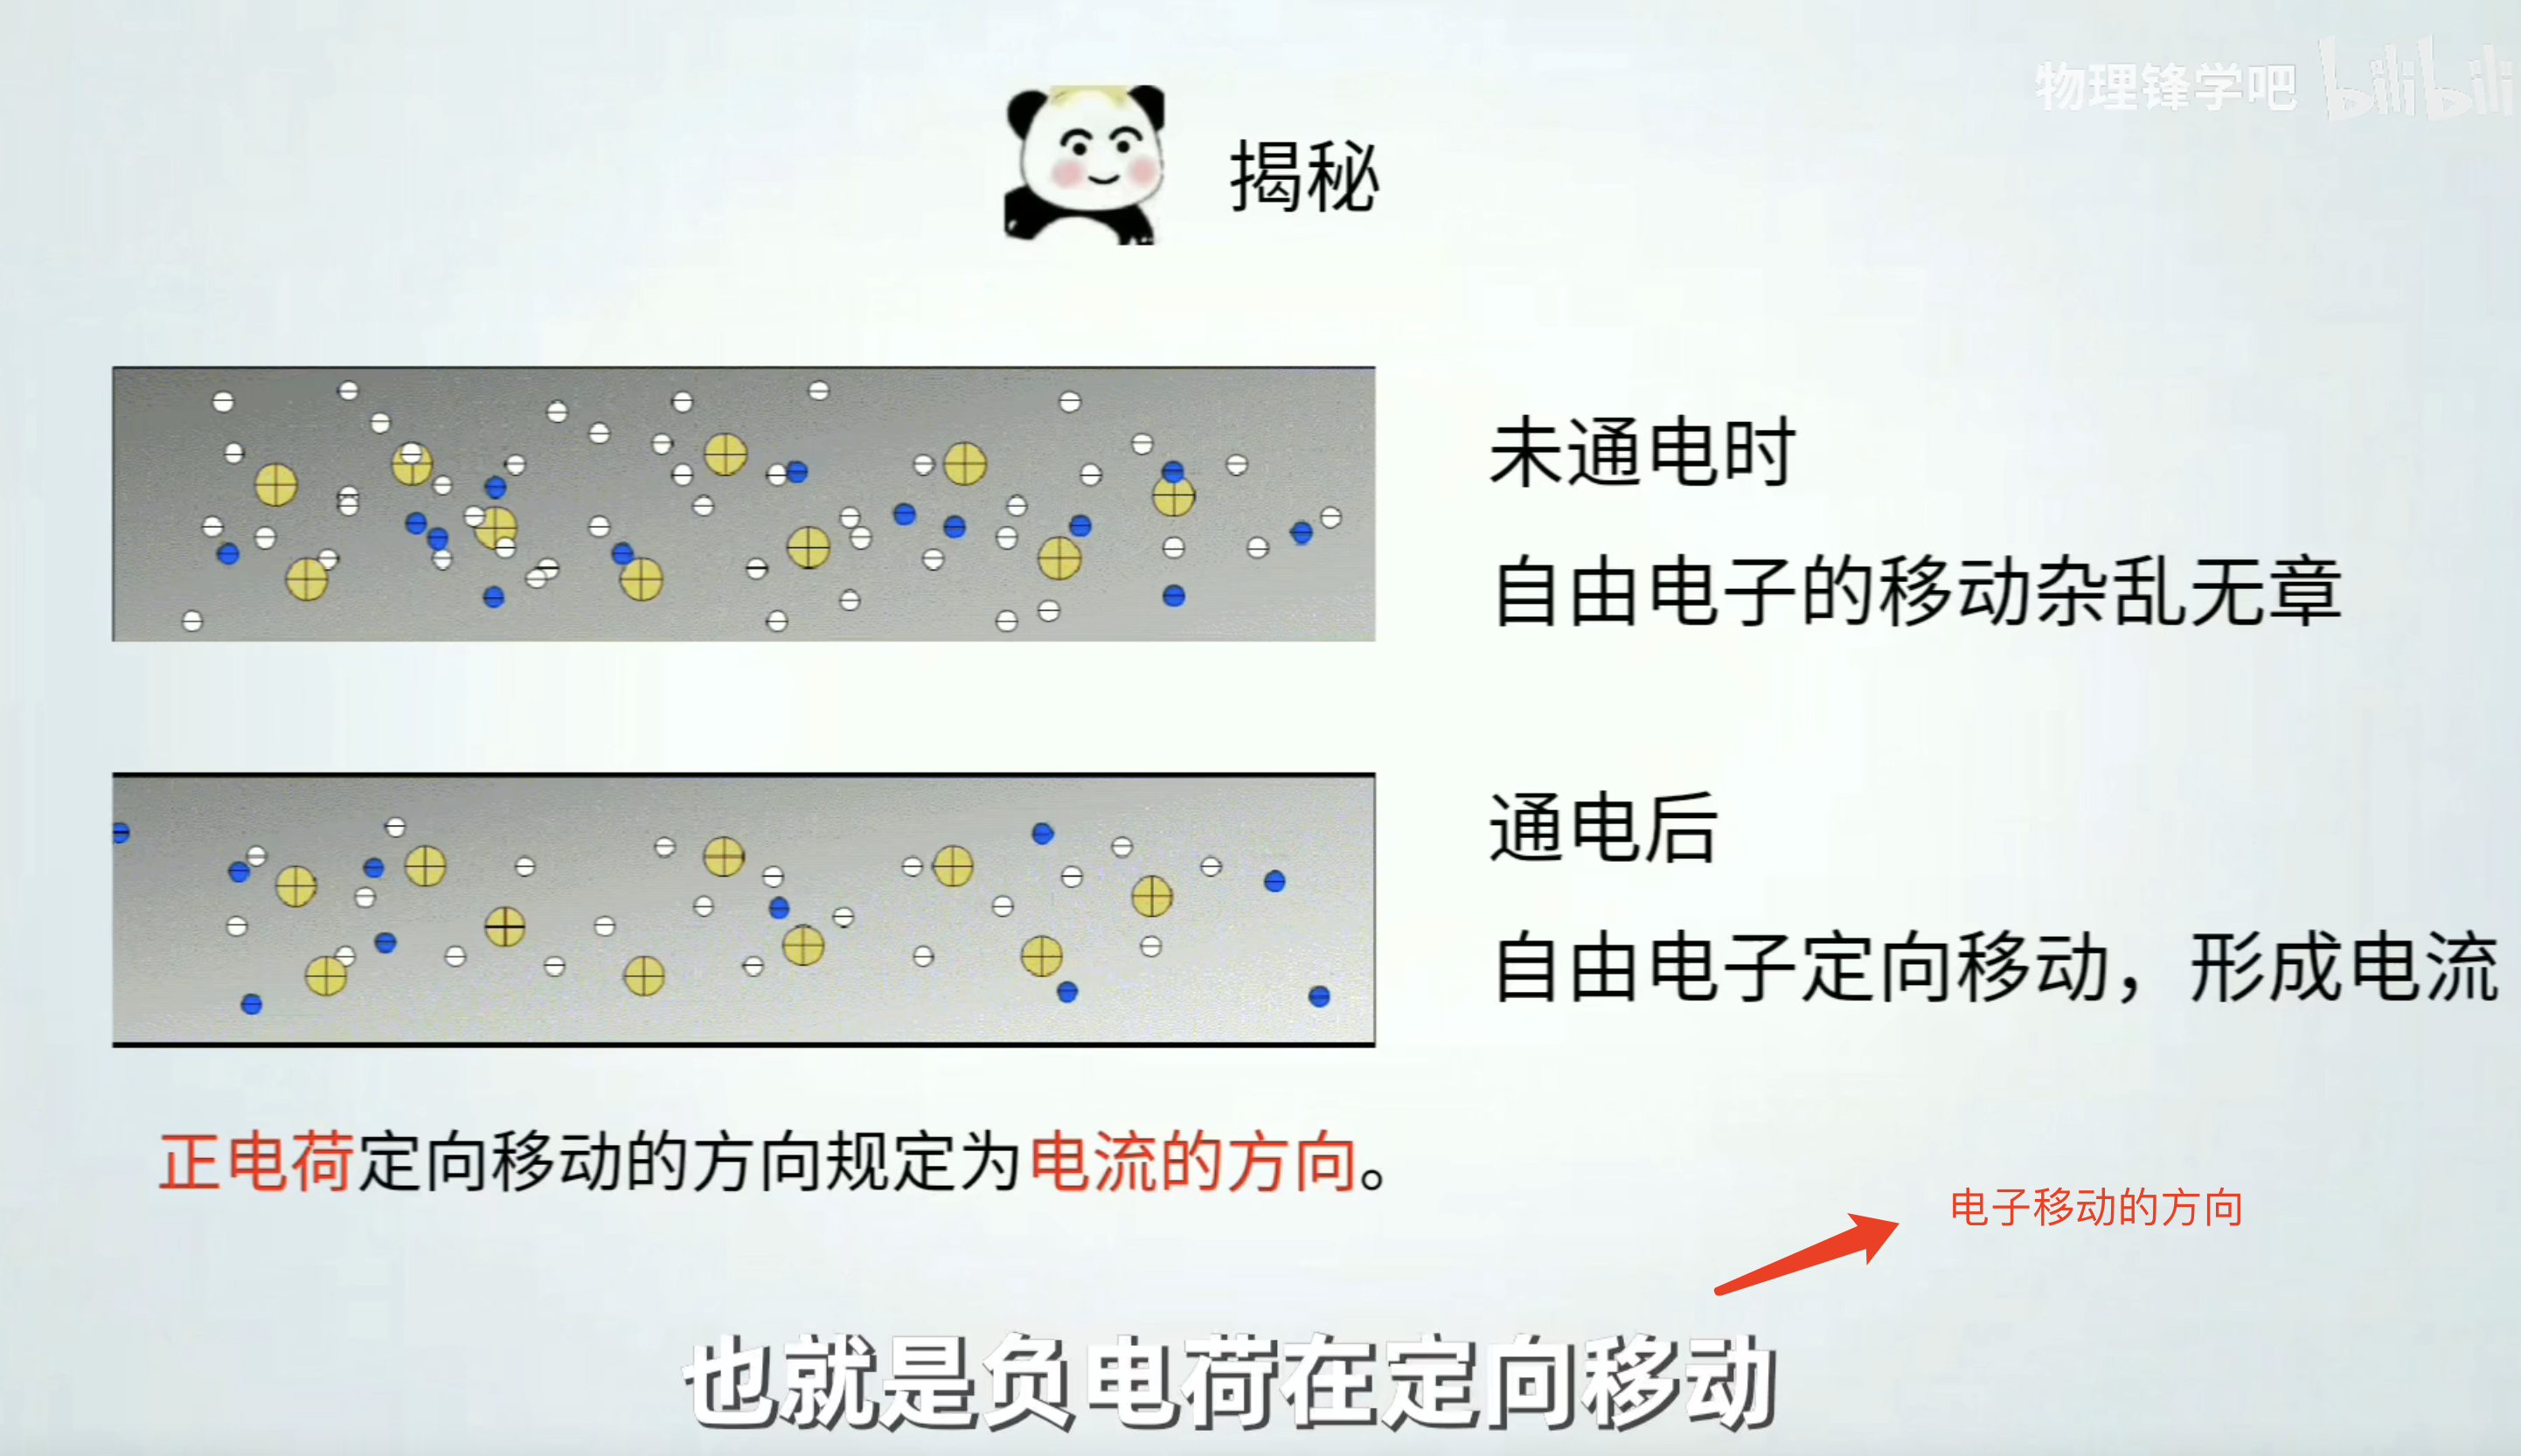 物理锋学吧 bilibili
揭秘
未通电时
自由电子的移动杂乱无章
通电后
自由电子定向移动，形成电流
正电荷定向移动的方向规定为电流的方向。
电子移动的方向
也就是负电荷在定向移动